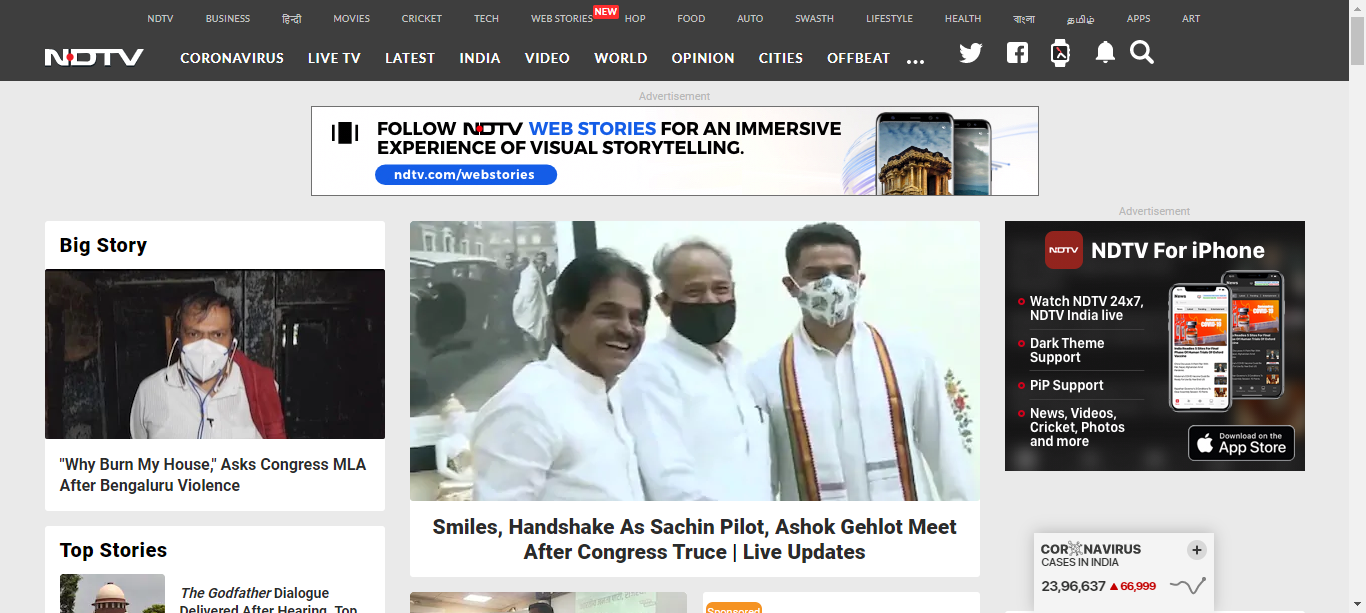 NDTV BUSINESS हिन्दी MOVIES CRICKET TECH WEB STORIES NEW HOP FOOD AUTO SWASTH LIFESTYLE HEALTH বাংলা தமிழ் APPS ART
NDTV CORONAVIRUS LIVE TV LATEST INDIA VIDEO WORLD OPINION CITIES OFFBEAT ...
Advertisement
FOLLOW NDTV WEB STORIES FOR AN IMMERSIVE
EXPERIENCE OF VISUAL STORYTELLING.
ndtv.com/webstories
Big Story
"Why Burn My House," Asks Congress MLA
After Bengaluru Violence
Top Stories
The Godfather Dialogue
Delivered After Hearing, Top
Smiles, Handshake As Sachin Pilot, Ashok Gehlot Meet
After Congress Truce | Live Updates
Sponsored
Advertisement
NDTV NDTV For iPhone
Watch NDTV 24x7,
NDTV India live
Dark Theme
Support
PiP Support
News, Videos,
Cricket, Photos
and more
Download on the
App Store
CORONAVIRUS +
CASES IN INDIA
23,96,637 ▲66,999